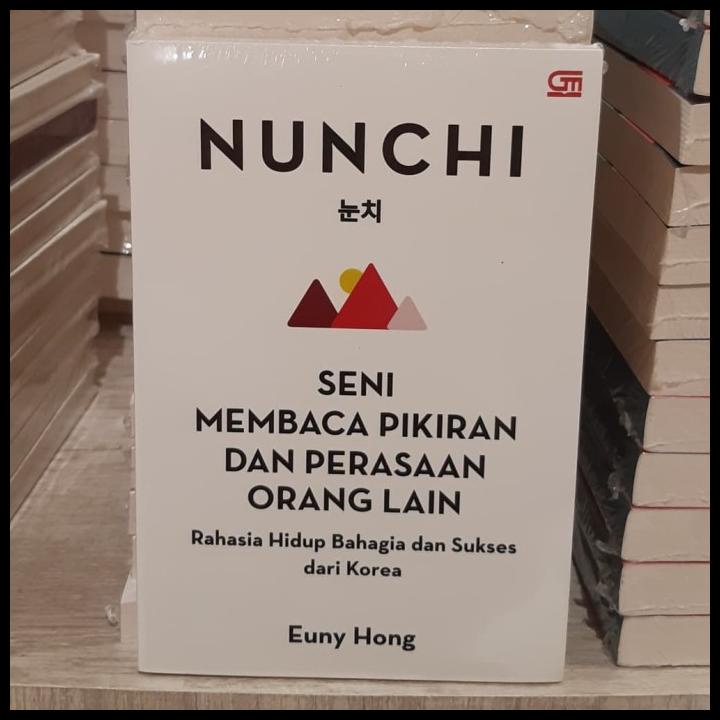 GM
NUNCHI
눈치
SENI
MEMBACA PIKIRAN
DAN PERASAAN
ORANG LAIN
Rahasia Hidup Bahagia dan Sukses
dari Korea
Euny Hong